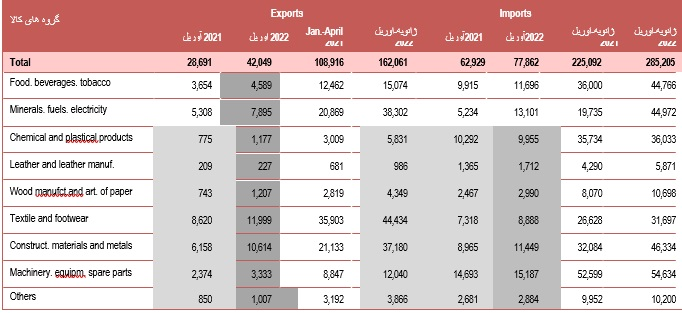 گروه های کالا Exports Imports
آوریل2021 آوریل 2022 Jan.-April 2021 ژانویه-آوریل 2022 آوریل2021 آوریل2022 ژانویه-آوریل 2021 ژانویه-آوریل 2022
Total 28,691 42,049 108,916 162,061 62,929 77,862 225,092 285,205
Food. beverages. tobacco 3,654 4,589 12,462 15,074 9,915 11,696 36,000 44,766
Minerals. fuels. electricity 5,308 7,895 20,869 38,302 5,234 13,101 19,735 44,972
Chemical and plastical products 775 1,177 3,009 5,831 10,292 9,955 35,734 36,033
Leather and leather manuf. 209 227 681 986 1,365 1,712 4,290 5,871
Wood manufct and art. of paper 743 1,207 2,819 4,349 2,467 2,990 8,070 10,698
Textile and footwear 8,620 11,999 35,903 44,434 7,318 8,888 26,628 31,697
Construct. materials and metals 6,158 10,614 21,133 37,180 8,965 11,449 32,084 46,334
Machinery. equipm. spare parts 2,374 3,333 8,847 12,040 14,693 15,187 52,599 54,634
Others 850 1,007 3,192 3,866 2,681 2,884 9,952 10,200